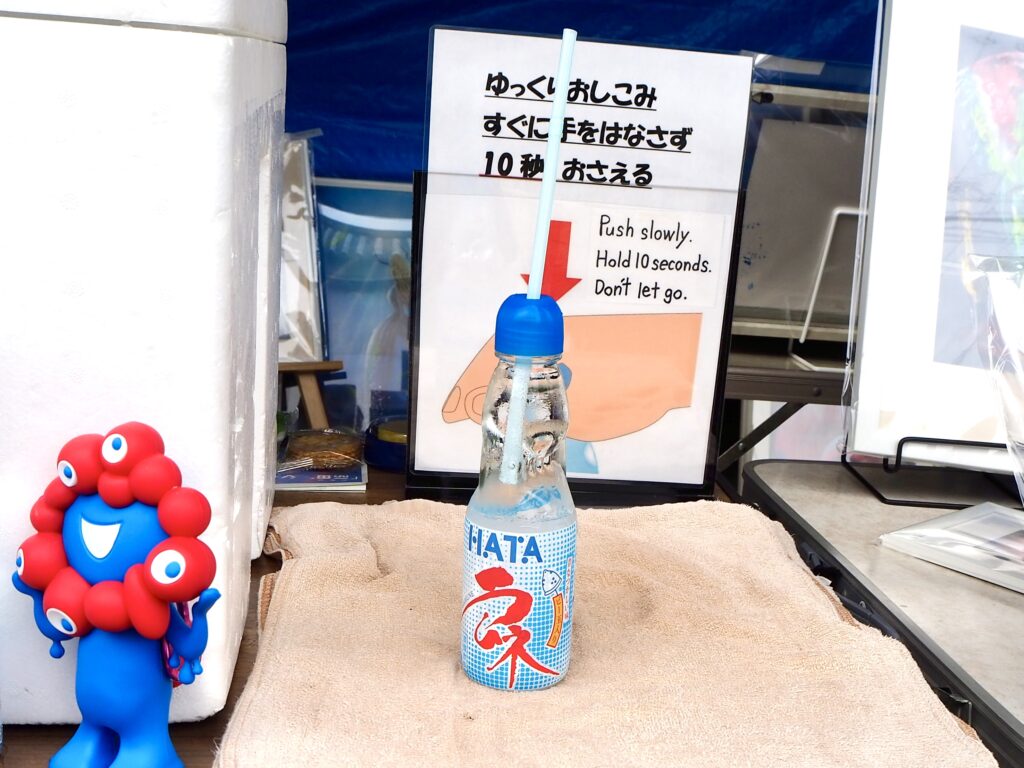 ゆっくりおしこみ
すぐに手をはなさず
10秒 おさえる
Push slowly.
Hold 10 seconds.
Don't let go.
HATA
ラムネ